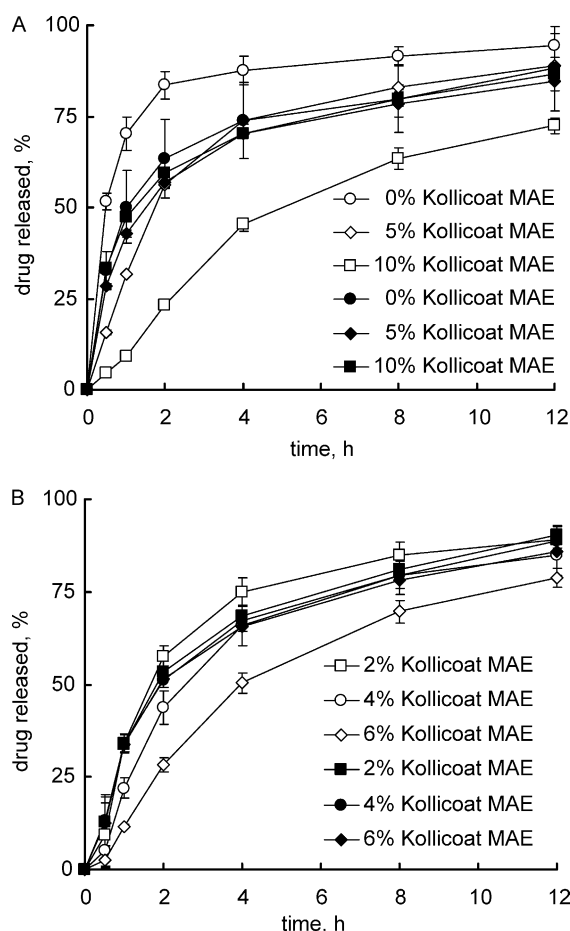 A
100
75
50
25
0
drug released, %
0% Kollicoat MAE
5% Kollicoat MAE
10% Kollicoat MAE
0% Kollicoat MAE
5% Kollicoat MAE
10% Kollicoat MAE
0 2 4 6 8 10 12
time, h
B
100
75
50
25
0
drug released, %
2% Kollicoat MAE
4% Kollicoat MAE
6% Kollicoat MAE
2% Kollicoat MAE
4% Kollicoat MAE
6% Kollicoat MAE
0 2 4 6 8 10 12
time, h